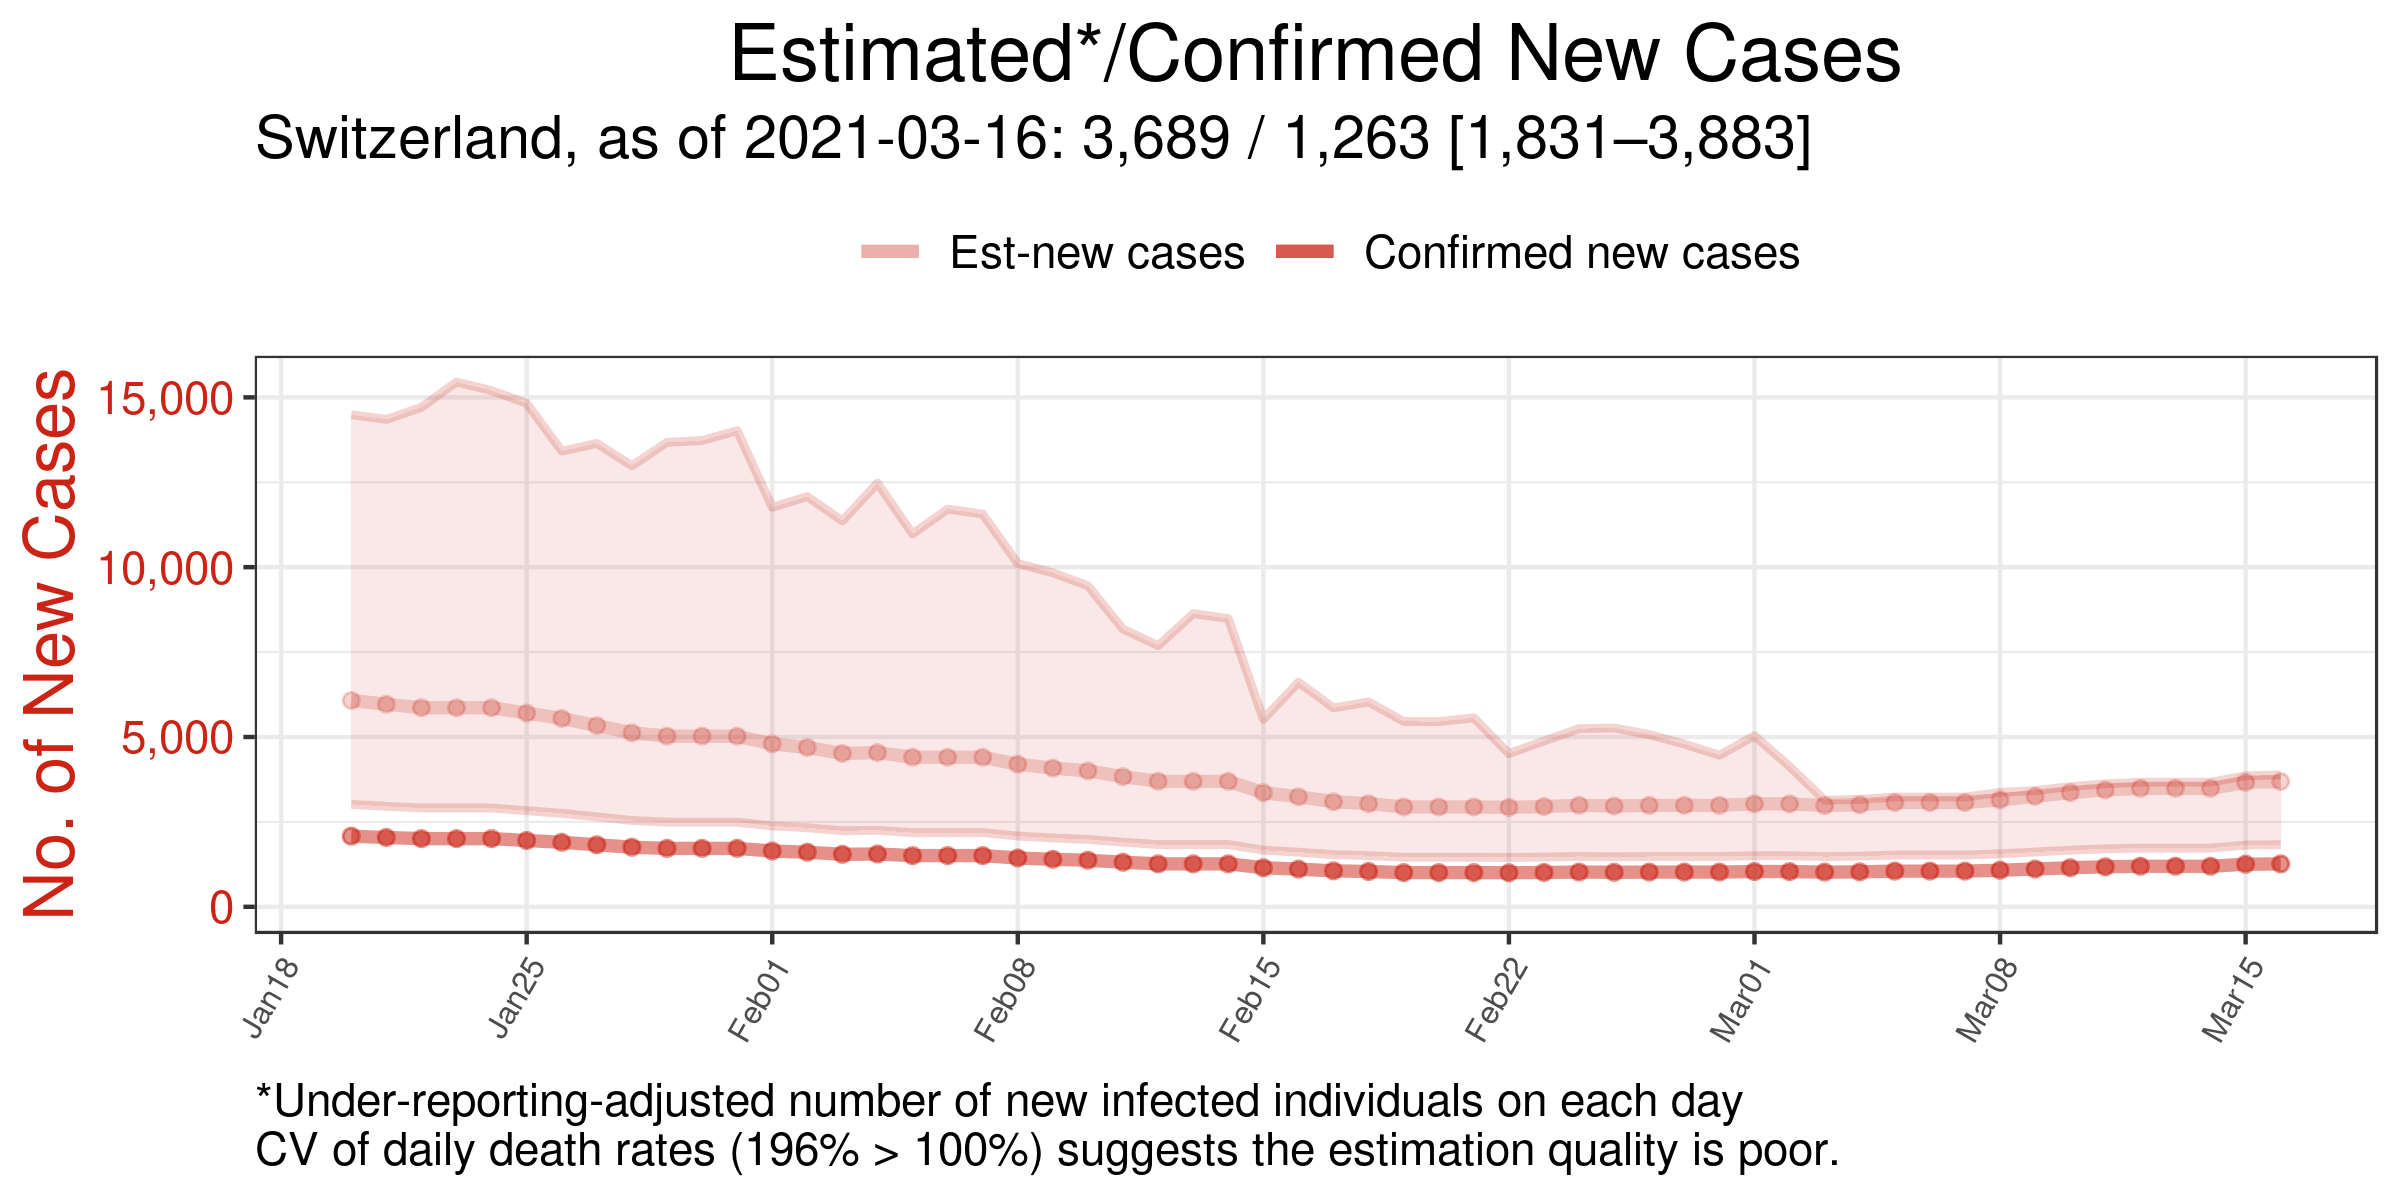 Estimated*/Confirmed New Cases
Switzerland, as of 2021-03-16: 3,689 / 1,263 [1,831–3,883]
Est-new cases
Confirmed new cases
No. of New Cases
15,000
10,000
5,000
0
Jan18
Jan25
Feb01
Feb08
Feb15
Feb22
Mar01
Mar08
Mar15
*Under-reporting-adjusted number of new infected individuals on each day
CV of daily death rates (196% > 100%) suggests the estimation quality is poor.